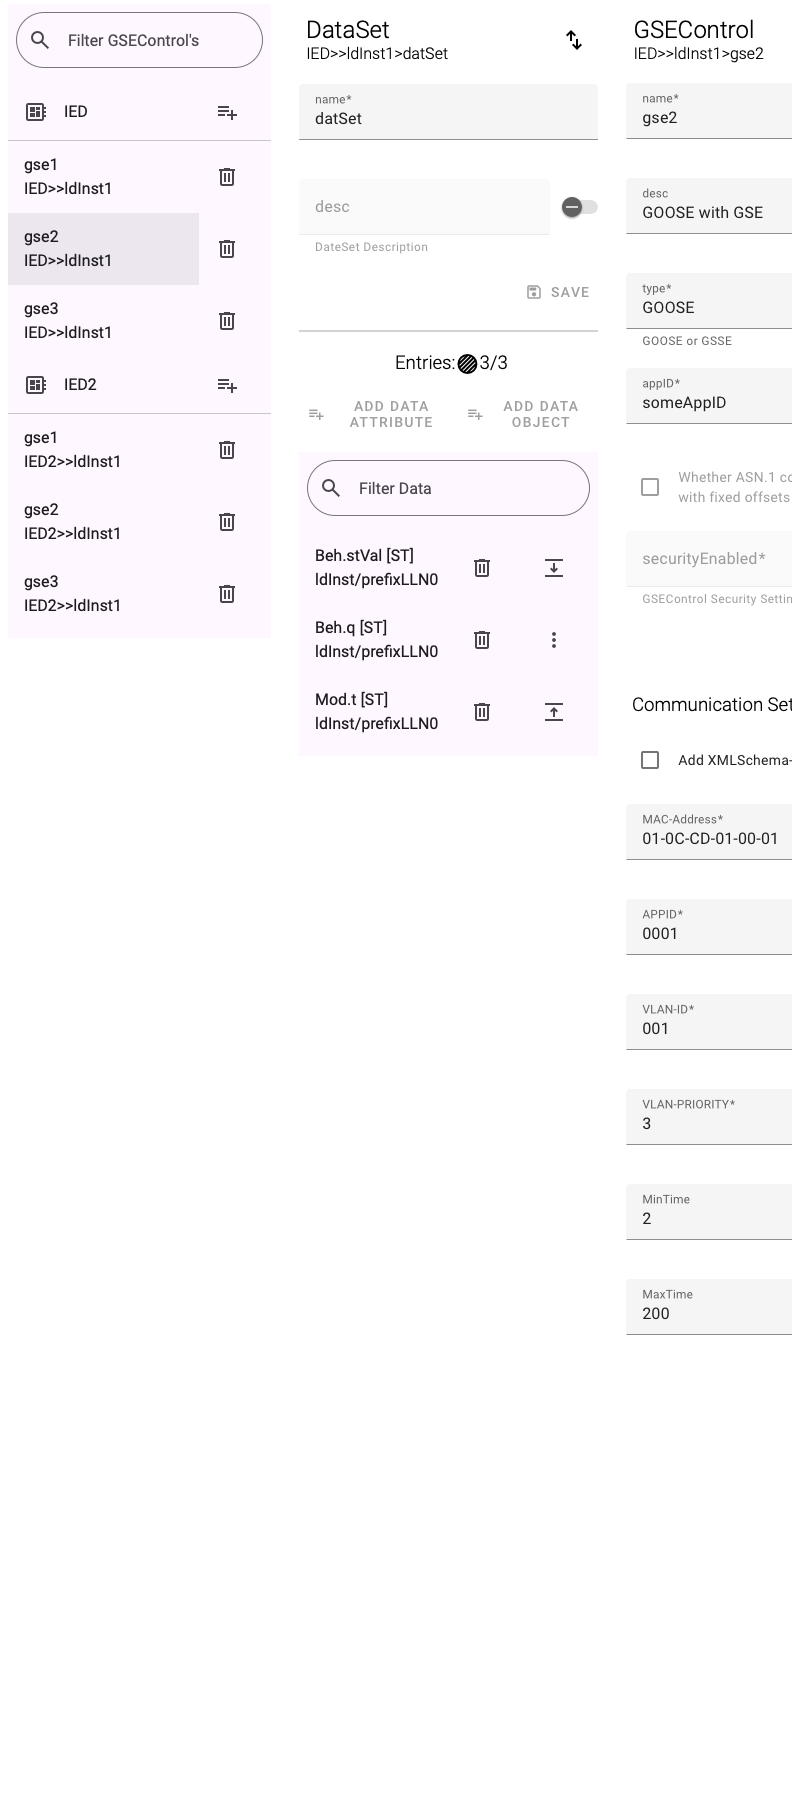 Filter GSEControl's
IED
gse1
IED>>ldInst1
gse2
IED>>ldInst1
gse3
IED>>ldInst1
IED2
gse1
IED2>>ldInst1
gse2
IED2>>ldInst1
gse3
IED2>>ldInst1
DataSet
IED>>ldInst1>datSet
name*
datSet
desc
DataSet Description
SAVE
Entries: 3/3
ADD DATA
ATTRIBUTE
ADD DATA
OBJECT
Filter Data
Beh.stVal [ST]
ldInst/prefixLLN0
Beh.q [ST]
ldInst/prefixLLN0
Mod.t [ST]
ldInst/prefixLLN0
GSEControl
IED>>ldInst1>gse2
name*
gse2
desc
GOOSE with GSE
type*
GOOSE
GOOSE or GSSE
appID*
someAppID
Whether ASN.1 co
with fixed offsets
securityEnabled*
GSEControl Security Settin
Communication Set
Add XMLSchema-
MAC-Address*
01-0C-CD-01-00-01
APPID*
0001
VLAN-ID*
001
VLAN-PRIORITY*
3
MinTime
2
MaxTime
200